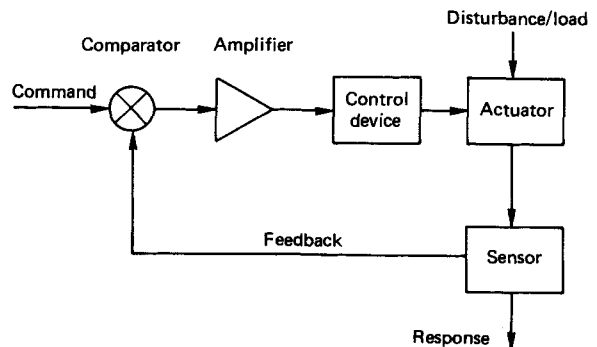 Disturbance/load
Comparator
Amplifier
Command
Control
device
Actuator
Feedback
Sensor
Response